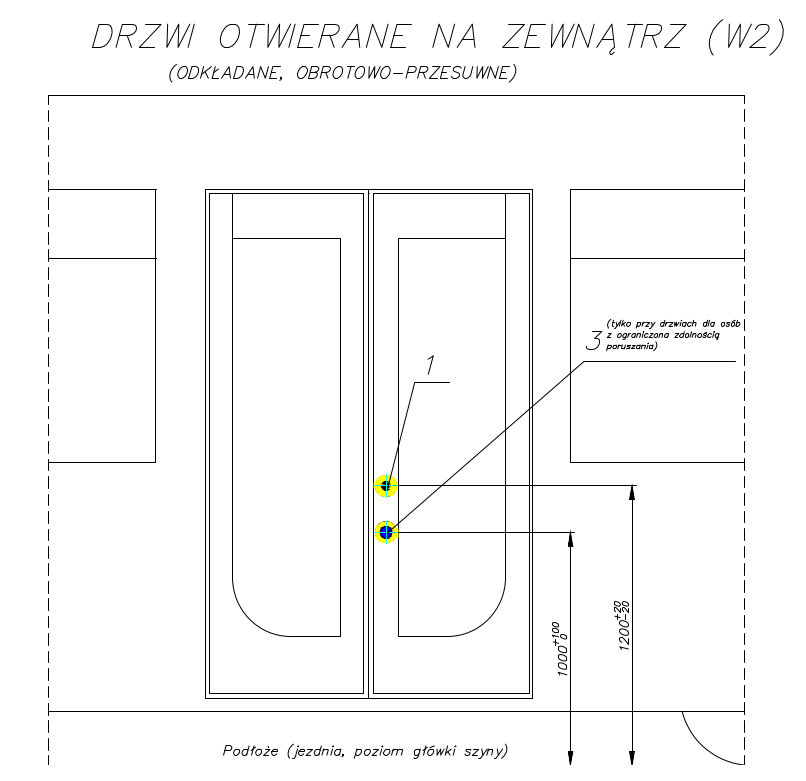 DRZWI OTWIERANE NA ZEWNĄTRZ (W2)
(ODKŁADANE, OBROTOWO-PRZESUWNE)
3
(tylko przy drzwiach dla osób
z ograniczona zdolnością
poruszania)
1
1000 +100 0
1200 +20 -20
Podłoże (jezdnia, poziom główki szyny)